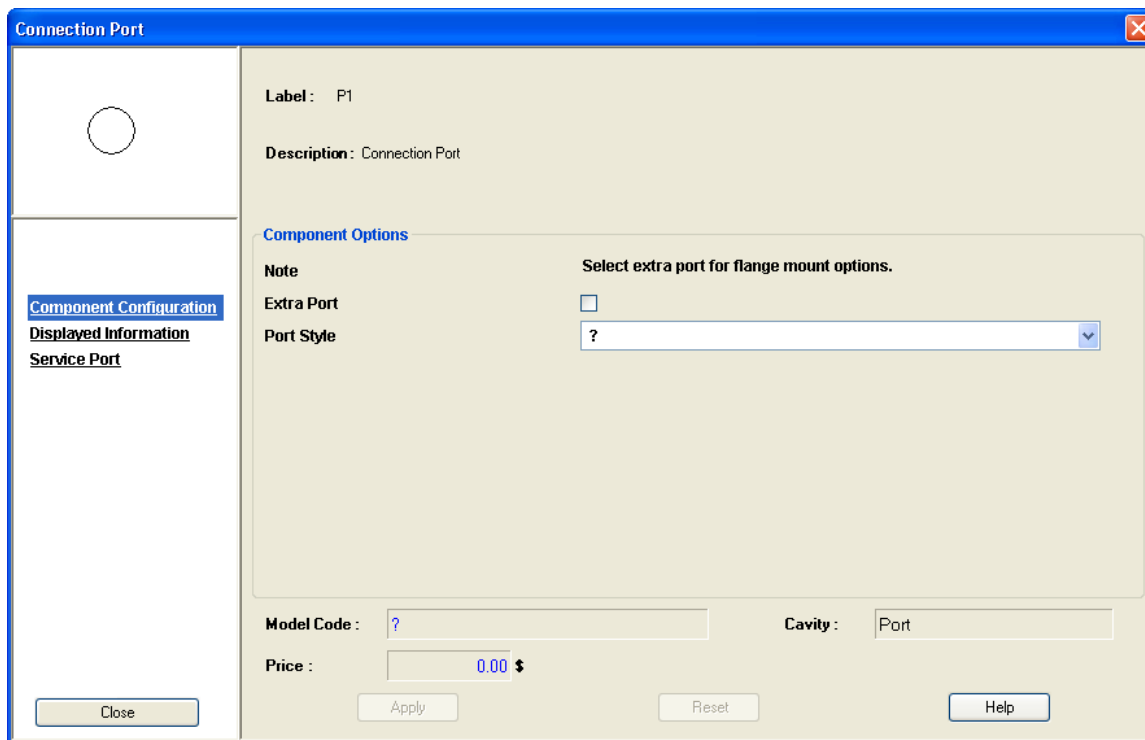 Connection Port
Label : P1
Description : Connection Port
Component Configuration
Displayed Information
Service Port
Component Options
Note Select extra port for flange mount options.
Extra Port
Port Style ?
Model Code : ? Cavity : Port
Price : 0.00 $
Close Apply Reset Help